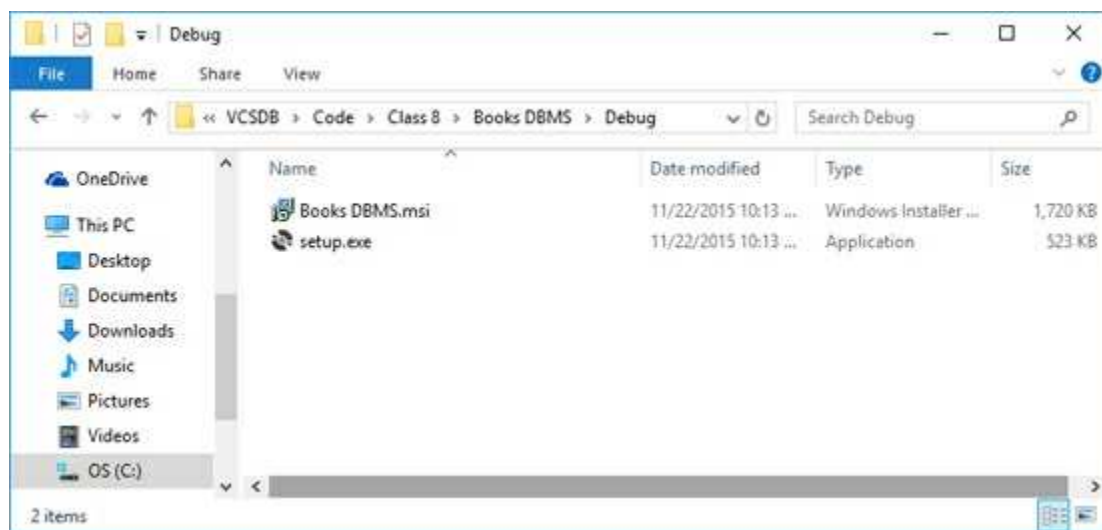 Debug
File Home Share View
« VCSDB › Code › Class 8 › Books DBMS › Debug Search Debug
Name Date modified Type Size
OneDrive
Books DBMS.msi 11/22/2015 10:13 ... Windows Installer ... 1,720 KB
This PC
setup.exe 11/22/2015 10:13 ... Application 523 KB
Desktop
Documents
Downloads
Music
Pictures
Videos
OS (C:)
2 items